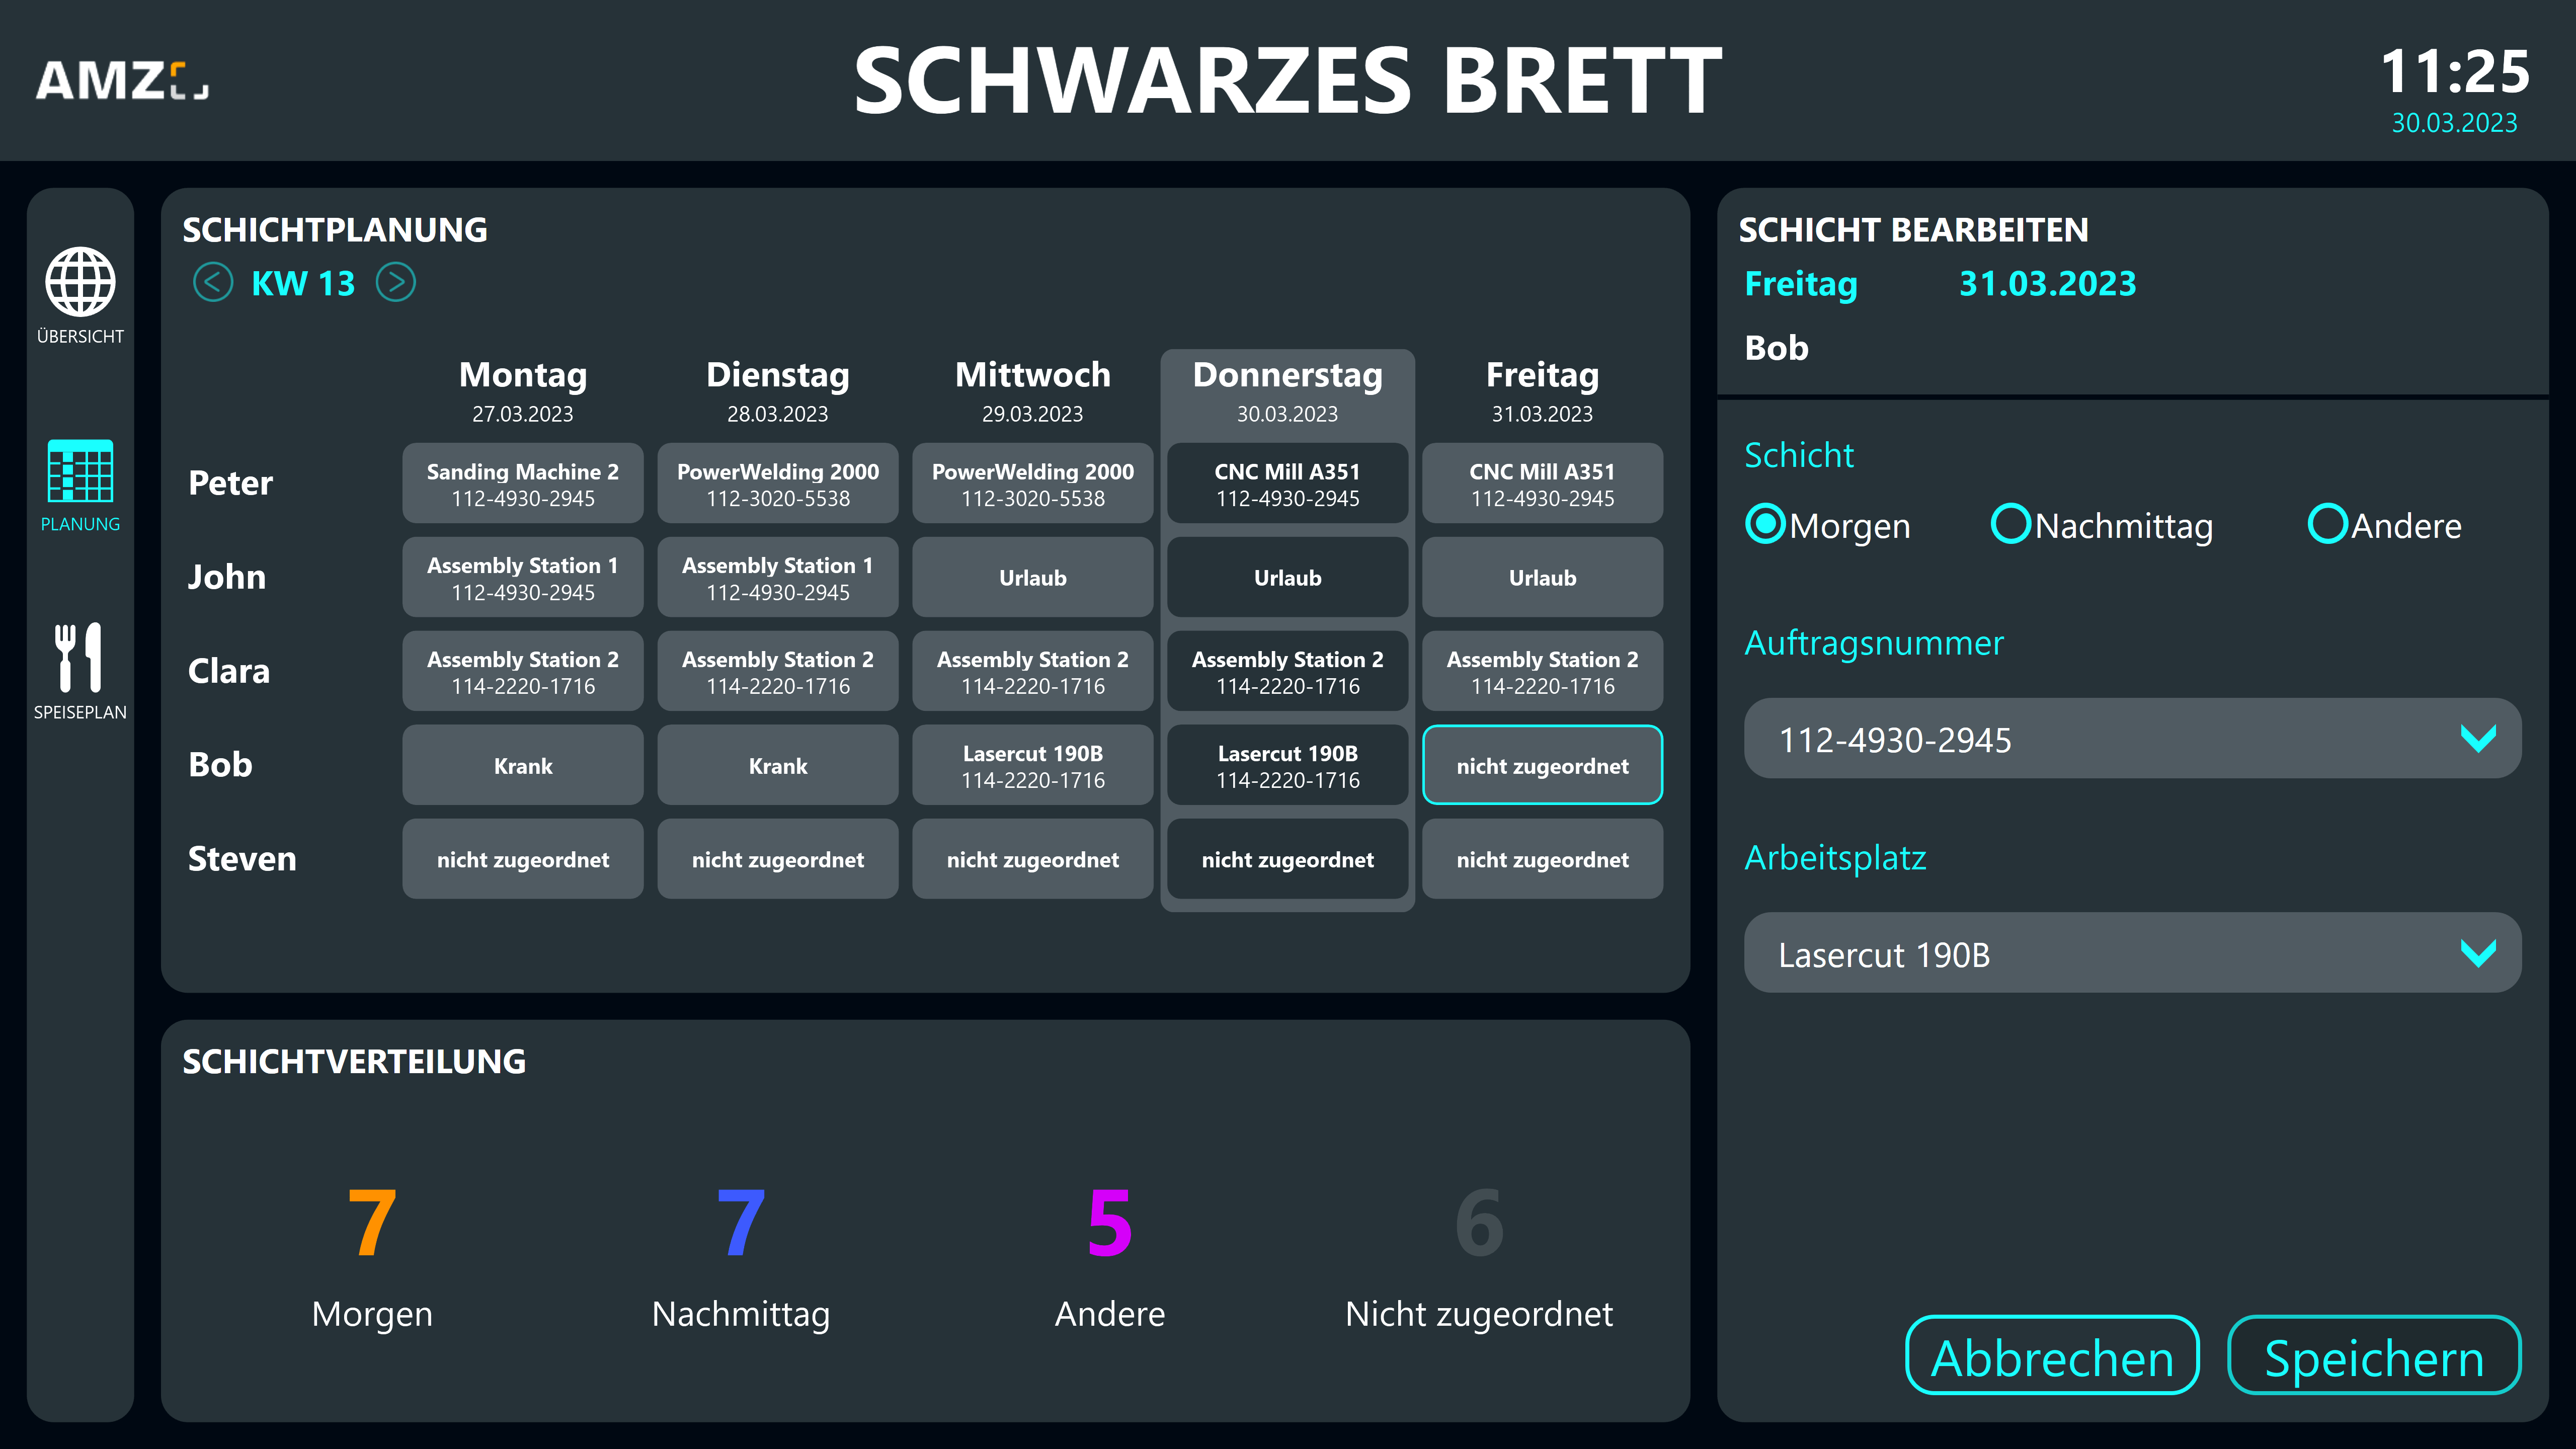 AMZ
SCHWARZES BRETT
11:25
30.03.2023
ÜBERSICHT
PLANUNG
SPEISEPLAN
SCHICHTPLANUNG
< KW 13 >
Montag Dienstag Mittwoch Donnerstag Freitag
27.03.2023 28.03.2023 29.03.2023 30.03.2023 31.03.2023
Peter
Sanding Machine 2 PowerWelding 2000 PowerWelding 2000 CNC Mill A351 CNC Mill A351
112-4930-2945 112-3020-5538 112-3020-5538 112-4930-2945 112-4930-2945
John
Assembly Station 1 Assembly Station 1 Urlaub Urlaub Urlaub
112-4930-2945 112-4930-2945
Clara
Assembly Station 2 Assembly Station 2 Assembly Station 2 Assembly Station 2 Assembly Station 2
114-2220-1716 114-2220-1716 114-2220-1716 114-2220-1716 114-2220-1716
Bob
Krank Krank Lasercut 190B Lasercut 190B nicht zugeordnet
114-2220-1716 114-2220-1716
Steven
nicht zugeordnet nicht zugeordnet nicht zugeordnet nicht zugeordnet nicht zugeordnet
SCHICHTVERTEILUNG
7 7 5 6
Morgen Nachmittag Andere Nicht zugeordnet
SCHICHT BEARBEITEN
Freitag 31.03.2023
Bob
Schicht
Morgen Nachmittag Andere
Auftragsnummer
112-4930-2945
Arbeitsplatz
Lasercut 190B
Abbrechen Speichern